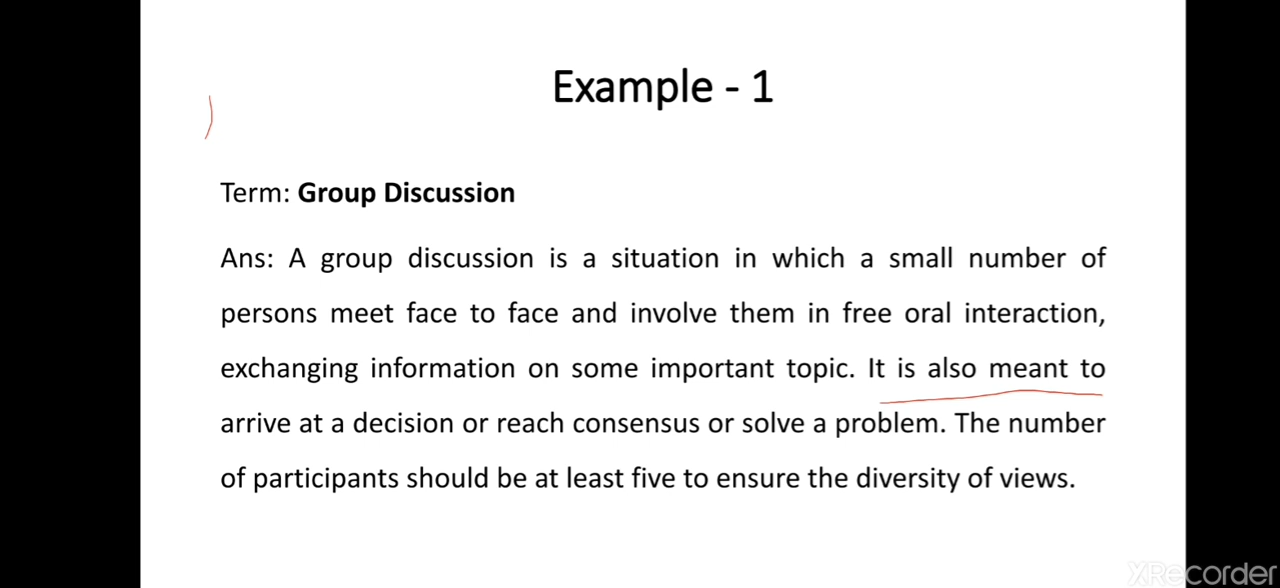 Example - 1
Term: Group Discussion
Ans: A group discussion is a situation in which a small number of
persons meet face to face and involve them in free oral interaction,
exchanging information on some important topic. It is also meant to
arrive at a decision or reach consensus or solve a problem. The number
of participants should be at least five to ensure the diversity of views.
XRecorder